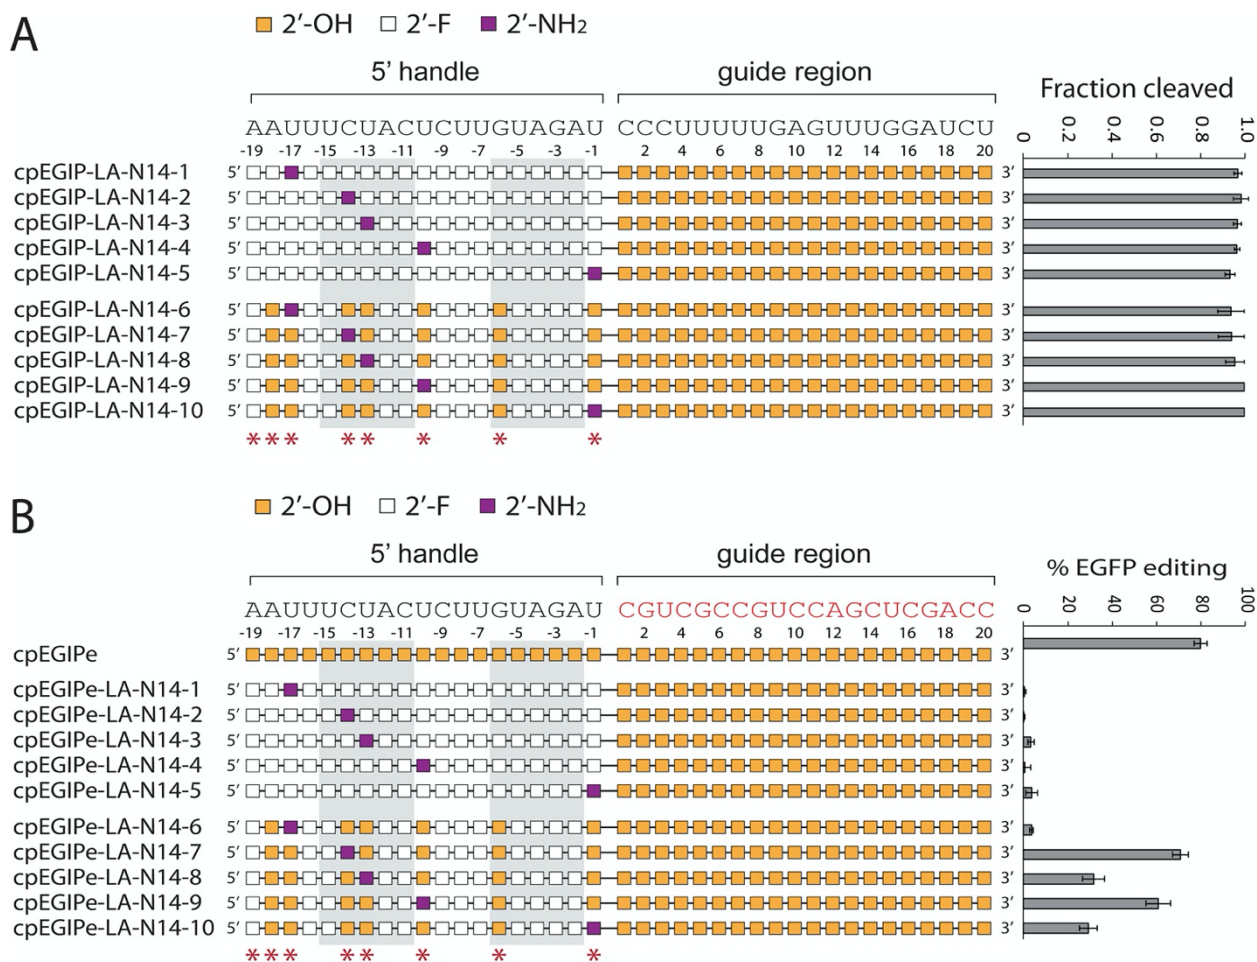 A
2′-OH 2′-F 2′-NH2
5’ handle guide region
Fraction cleaved
AAUUUCUACUCUUGUAGAU CCCUUUUUGAGUUUGGAUCU
0 0.2 0.4 0.6 0.8 1.0
-19 -17 -15 -13 -11 -9 -7 -5 -3 -1 2 4 6 8 10 12 14 16 18 20
cpEGIP-LA-N14-1 5′ 3′
cpEGIP-LA-N14-2 5′ 3′
cpEGIP-LA-N14-3 5′ 3′
cpEGIP-LA-N14-4 5′ 3′
cpEGIP-LA-N14-5 5′ 3′
cpEGIP-LA-N14-6 5′ 3′
cpEGIP-LA-N14-7 5′ 3′
cpEGIP-LA-N14-8 5′ 3′
cpEGIP-LA-N14-9 5′ 3′
cpEGIP-LA-N14-10 5′ 3′
* * * * * * * *
B
2′-OH 2′-F 2′-NH2
5’ handle guide region
% EGFP editing
AAUUUCUACUCUUGUAGAU CGUCGCCGUCCAGCUCGACC
0 20 40 60 80 100
-19 -17 -15 -13 -11 -9 -7 -5 -3 -1 2 4 6 8 10 12 14 16 18 20
cpEGIPe 5′ 3′
cpEGIPe-LA-N14-1 5′ 3′
cpEGIPe-LA-N14-2 5′ 3′
cpEGIPe-LA-N14-3 5′ 3′
cpEGIPe-LA-N14-4 5′ 3′
cpEGIPe-LA-N14-5 5′ 3′
cpEGIPe-LA-N14-6 5′ 3′
cpEGIPe-LA-N14-7 5′ 3′
cpEGIPe-LA-N14-8 5′ 3′
cpEGIPe-LA-N14-9 5′ 3′
cpEGIPe-LA-N14-10 5′ 3′
* * * * * * * *